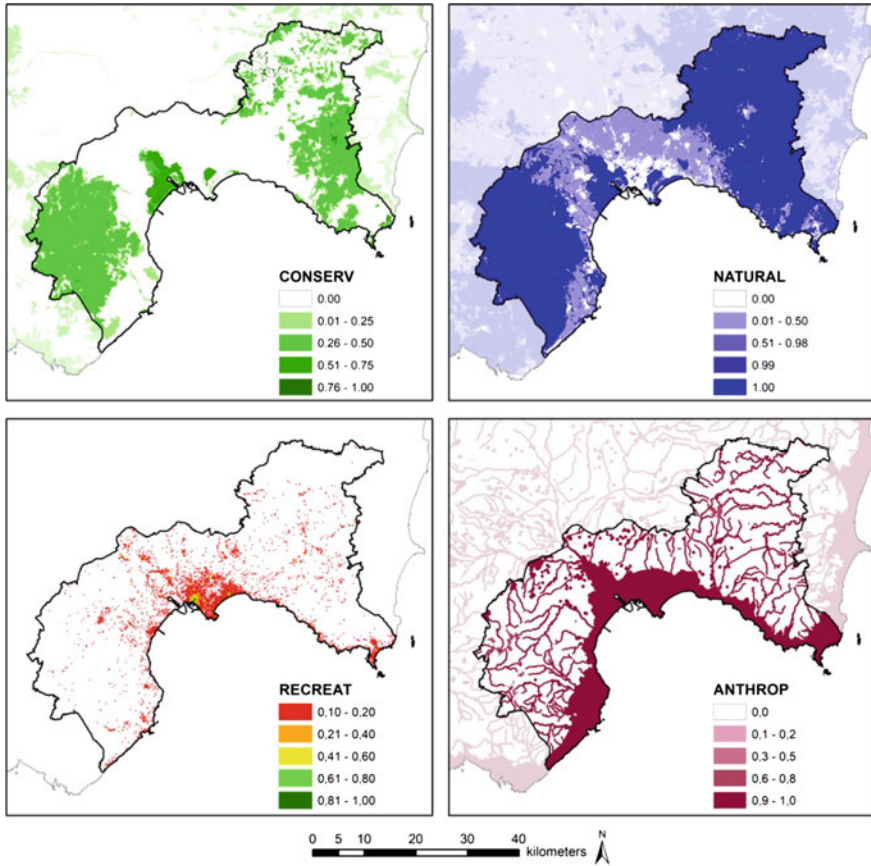 CONSERV
0.00
0.01 - 0.25
0.26 - 0.50
0.51 - 0.75
0.76 - 1.00
NATURAL
0.00
0.01 - 0.50
0.51 - 0.98
0.99
1.00
RECREAT
0,10 - 0,20
0,21 - 0,40
0,41 - 0,60
0,61 - 0,80
0,81 - 1,00
ANTHROP
0,0
0,1 - 0,2
0,3 - 0,5
0,6 - 0,8
0,9 - 1,0
0 5 10 20 30 40 kilometers N